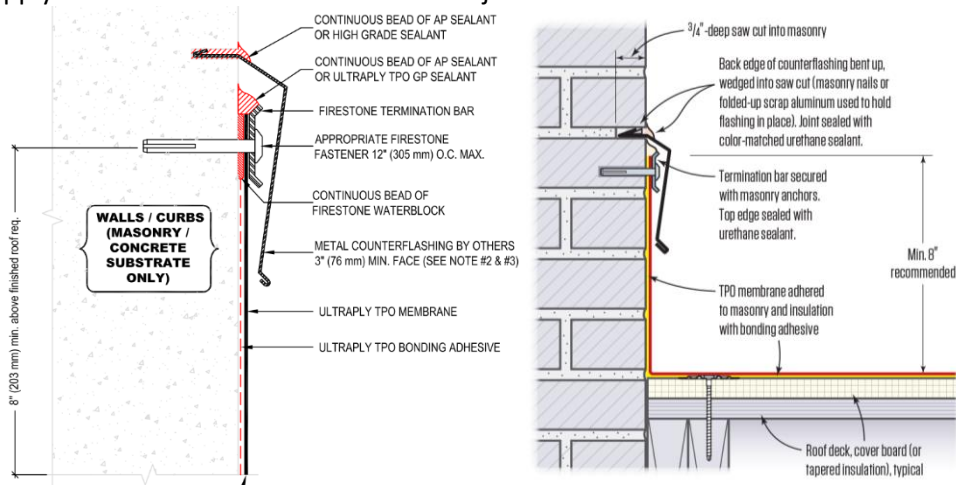 CONTINUOUS BEAD OF AP SEALANT
OR HIGH GRADE SEALANT
CONTINUOUS BEAD OF AP SEALANT
OR ULTRAPLY TPO GP SEALANT
FIRESTONE TERMINATION BAR
APPROPRIATE FIRESTONE
FASTENER 12" (305 mm) O.C. MAX.
CONTINUOUS BEAD OF
FIRESTONE WATERBLOCK
WALLS / CURBS
(MASONRY /
CONCRETE
SUBSTRATE
ONLY)
METAL COUNTERFLASHING BY OTHERS
3" (76 mm) MIN. FACE (SEE NOTE #2 & #3)
ULTRAPLY TPO MEMBRANE
ULTRAPLY TPO BONDING ADHESIVE
8" (203 mm) min. above finished roof req.
3/4"-deep saw cut into masonry
Back edge of counterflashing bent up,
wedged into saw cut (masonry nails or
folded-up scrap aluminum used to hold
flashing in place). Joint sealed with
color-matched urethane sealant.
Termination bar secured
with masonry anchors.
Top edge sealed with
urethane sealant.
Min. 8"
recommended
TPO membrane adhered
to masonry and insulation
with bonding adhesive
Roof deck, cover board (or
tapered insulation), typical